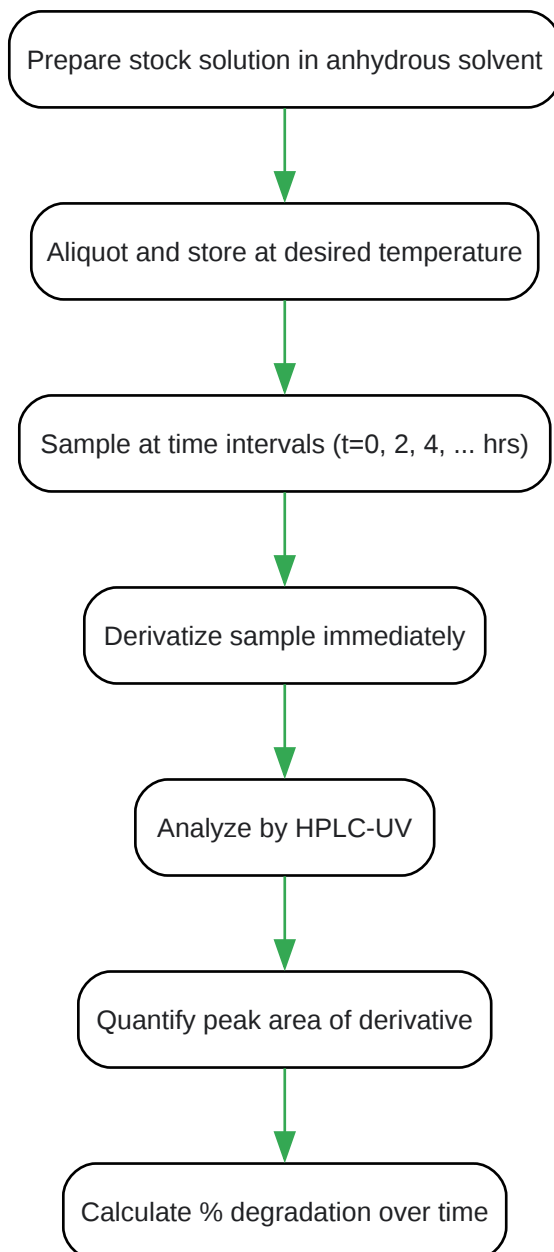 Prepare stock solution in anhydrous solvent
Aliquot and store at desired temperature
Sample at time intervals (t=0, 2, 4, ... hrs)
Derivatize sample immediately
Analyze by HPLC-UV
Quantify peak area of derivative
Calculate % degradation over time